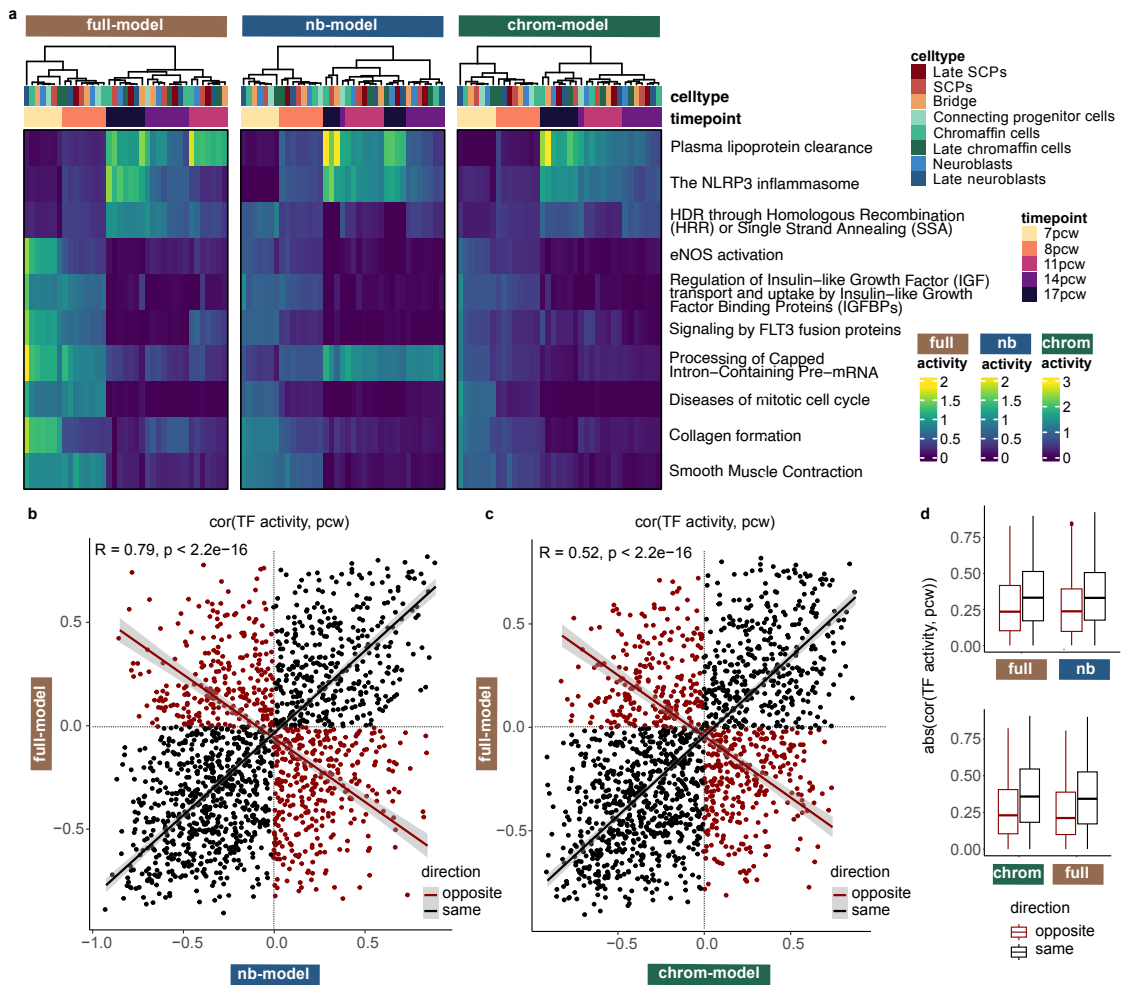 a
full-model
nb-model
chrom-model
celltype
timepoint
Plasma lipoprotein clearance
The NLRP3 inflammasome
HDR through Homologous Recombination
(HRR) or Single Strand Annealing (SSA)
eNOS activation
Regulation of Insulin−like Growth Factor (IGF)
transport and uptake by Insulin−like Growth
Factor Binding Proteins (IGFBPs)
Signaling by FLT3 fusion proteins
Processing of Capped
Intron−Containing Pre−mRNA
Diseases of mitotic cell cycle
Collagen formation
Smooth Muscle Contraction
celltype
Late SCPs
SCPs
Bridge
Connecting progenitor cells
Chromaffin cells
Late chromaffin cells
Neuroblasts
Late neuroblasts
timepoint
7pcw
8pcw
11pcw
14pcw
17pcw
full
nb
chrom
activity
activity
activity
2
1.5
1
0.5
0
2
1.5
1
0.5
0
3
2
1
0
b
cor(TF activity, pcw)
R = 0.79, p < 2.2e−16
0.5
0.0
−0.5
full-model
−1.0
−0.5
0.0
0.5
nb-model
direction
opposite
same
c
cor(TF activity, pcw)
R = 0.52, p < 2.2e−16
0.5
0.0
−0.5
full-model
−0.5
0.0
0.5
chrom-model
direction
opposite
same
d
abs(cor(TF activity, pcw))
0.75
0.50
0.25
0.00
full
nb
0.75
0.50
0.25
0.00
chrom
full
direction
opposite
same